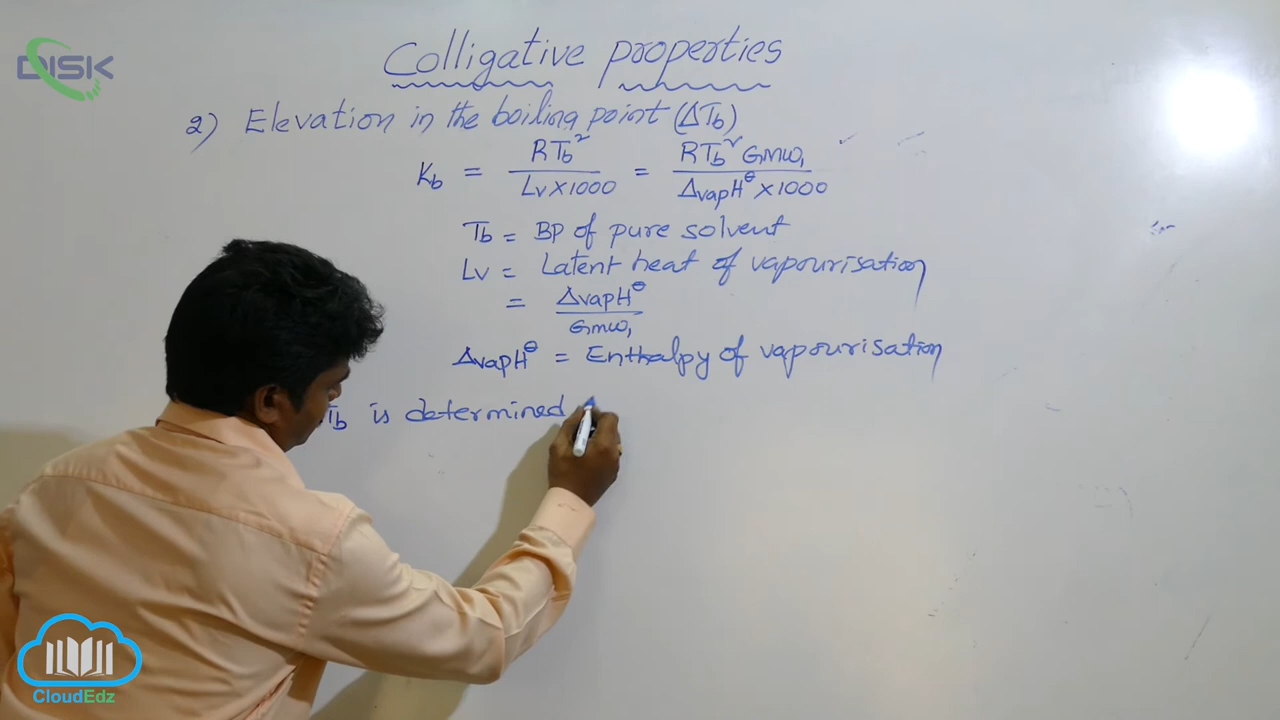 DISK
Colligative properties
2) Elevation in the boiling point (ΔTb)
Kb = RTb² / Lv×1000 = RTb² GMW₁ / ΔvapH⊖ ×1000
Tb = BP of pure solvent
Lv = Latent heat of vapourisation
= ΔvapH⊖ / GMW₁
ΔvapH⊖ = Enthalpy of vapourisation
Tb is determined
CloudEdz